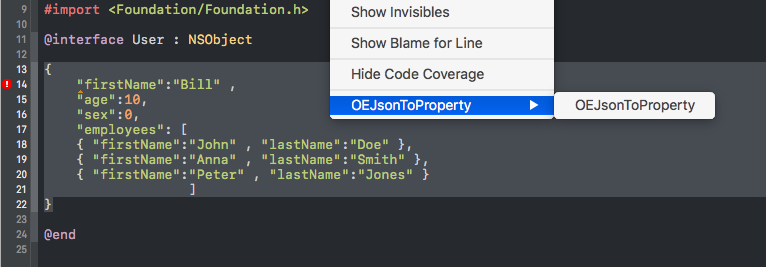 9 #import <Foundation/Foundation.h>
10
11 @interface User : NSObject
12
13 {
14 "firstName":"Bill" ,
15 "age":10,
16 "sex":0,
17 "employees": [
18 { "firstName":"John" , "lastName":"Doe" },
19 { "firstName":"Anna" , "lastName":"Smith" },
20 { "firstName":"Peter" , "lastName":"Jones" }
21 ]
22 }
23
24 @end
25
Show Invisibles
Show Blame for Line
Hide Code Coverage
OEJsonToProperty
OEJsonToProperty